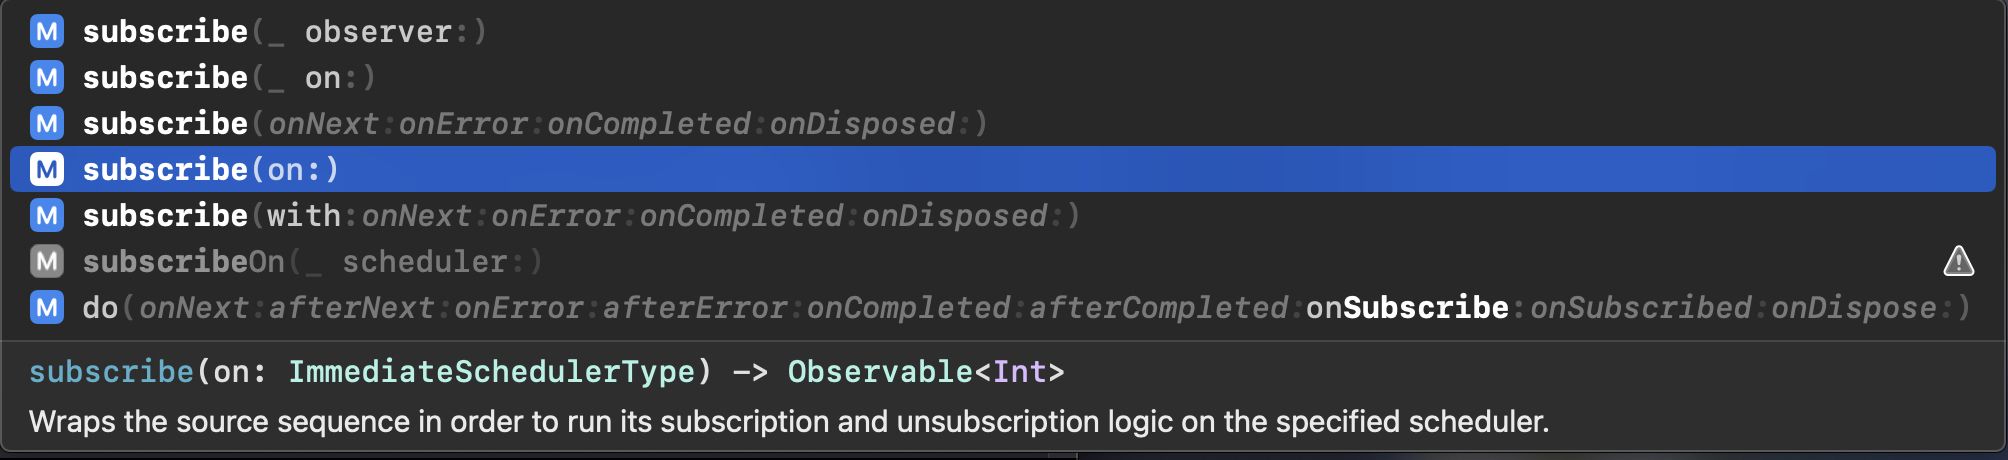 M subscribe(_ observer:)
M subscribe(_ on:)
M subscribe(onNext:onError:onCompleted:onDisposed:)
M subscribe(on:)
M subscribe(with:onNext:onError:onCompleted:onDisposed:)
M subscribeOn(_ scheduler:)
M do(onNext:afterNext:onError:afterError:onCompleted:afterCompleted:onSubscribe:onSubscribed:onDispose:)
subscribe(on: ImmediateSchedulerType) -> Observable<Int>
Wraps the source sequence in order to run its subscription and unsubscription logic on the specified scheduler.